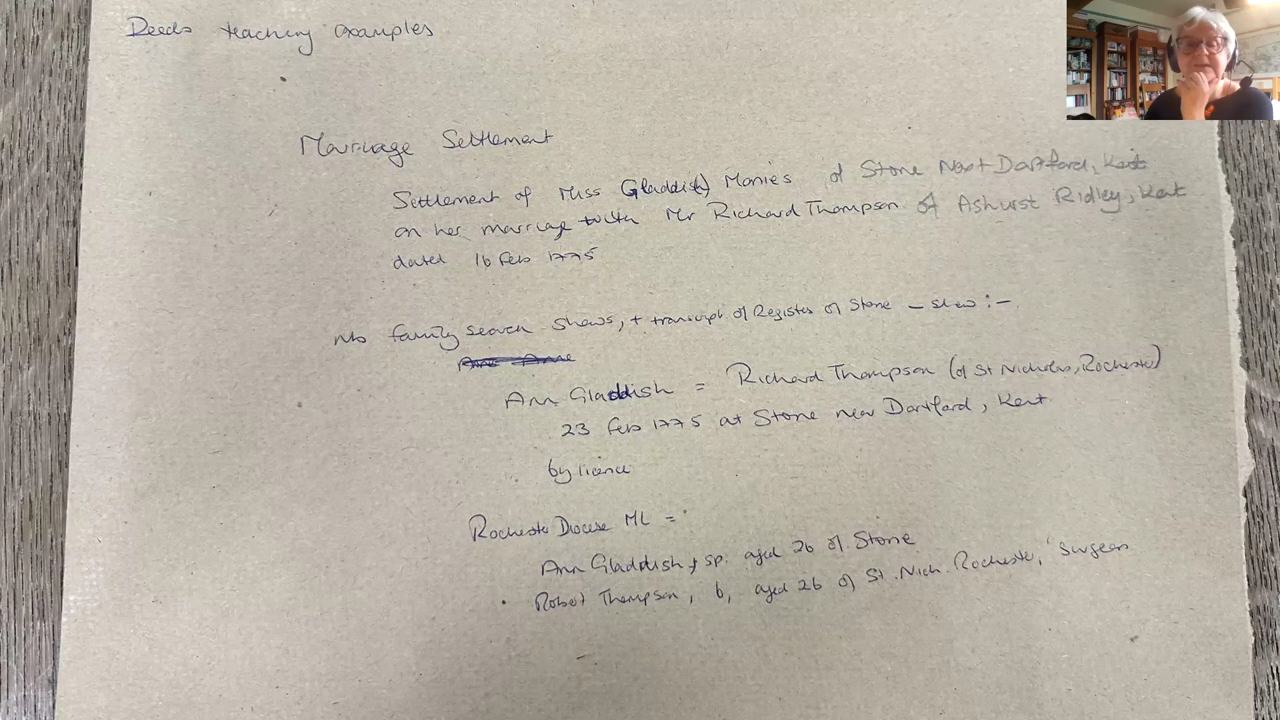 Deeds teaching examples
Marriage Settlement
Settlement of Miss Gladdish Monies of Stone Next Dartford, Kent
on her marriage with Mr Richard Thompson of Ashurst Ridley, Kent
dated 16 Feb 1775
family search shows, + transcript of Register of Stone – shew :-
Ann Gladdish = Richard Thompson (of St Nicholas, Rochester)
23 Feb 1775 at Stone near Dartford, Kent
by licence
Rochester Diocese ML =
Ann Gladdish, sp. aged 26 of Stone
Robert Thompson, b, aged 26 of St. Nich. Rochester, Surgeon